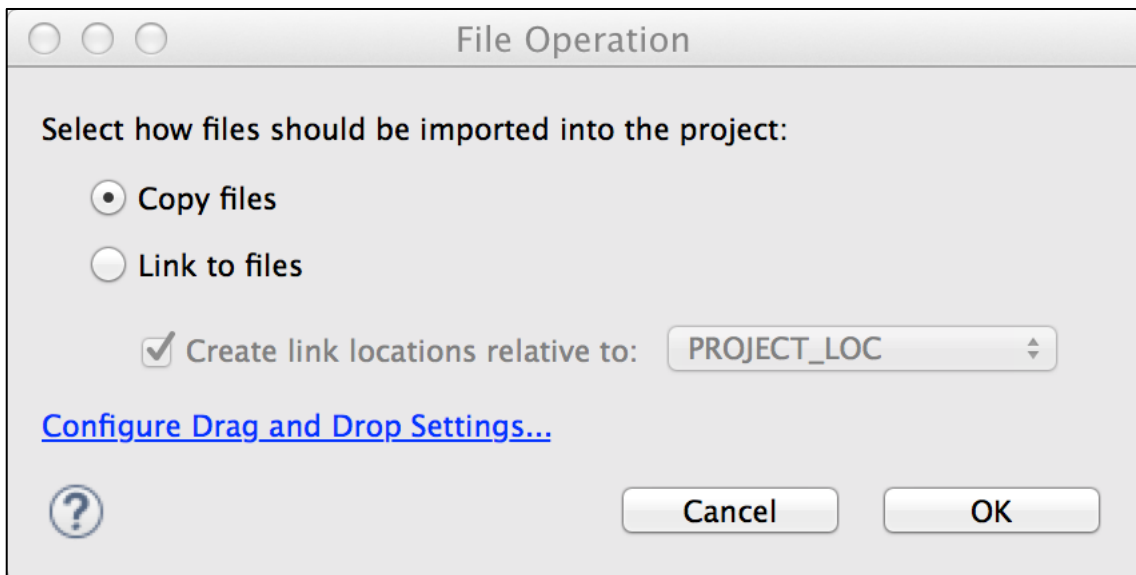 File Operation
Select how files should be imported into the project:
Copy files
Link to files
Create link locations relative to: PROJECT_LOC
Configure Drag and Drop Settings...
? Cancel OK